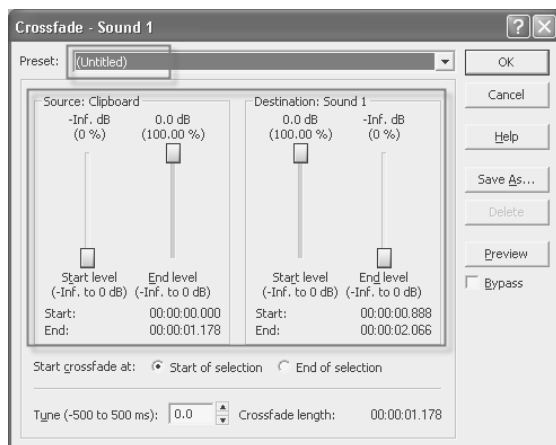 Crossfade - Sound 1
Preset: (Untitled)
OK
Cancel
Help
Save As...
Delete
Preview
Bypass
Source: Clipboard
-Inf. dB 0.0 dB
(0 %) (100.00 %)
Start level End level
(-Inf. to 0 dB) (-Inf. to 0 dB)
Start: 00:00:00.000
End: 00:00:01.178
Destination: Sound 1
0.0 dB -Inf. dB
(100.00 %) (0 %)
Start level End level
(-Inf. to 0 dB) (-Inf. to 0 dB)
Start: 00:00:00.888
End: 00:00:02.066
Start crossfade at: Start of selection End of selection
Tune (-500 to 500 ms): 0.0 Crossfade length: 00:00:01.178